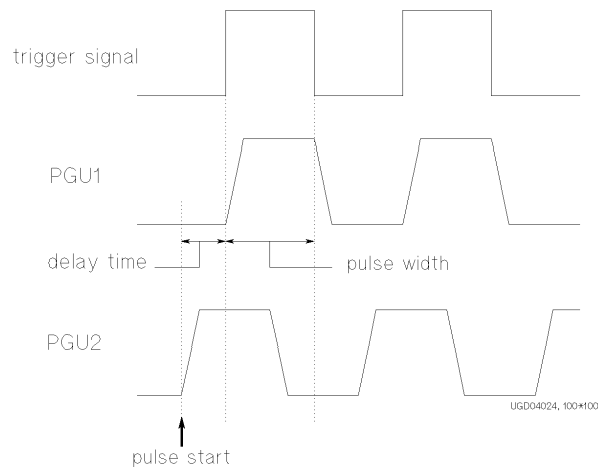 trigger signal
PGU1
delay time
pulse width
PGU2
UGD04024, 100*100
pulse start